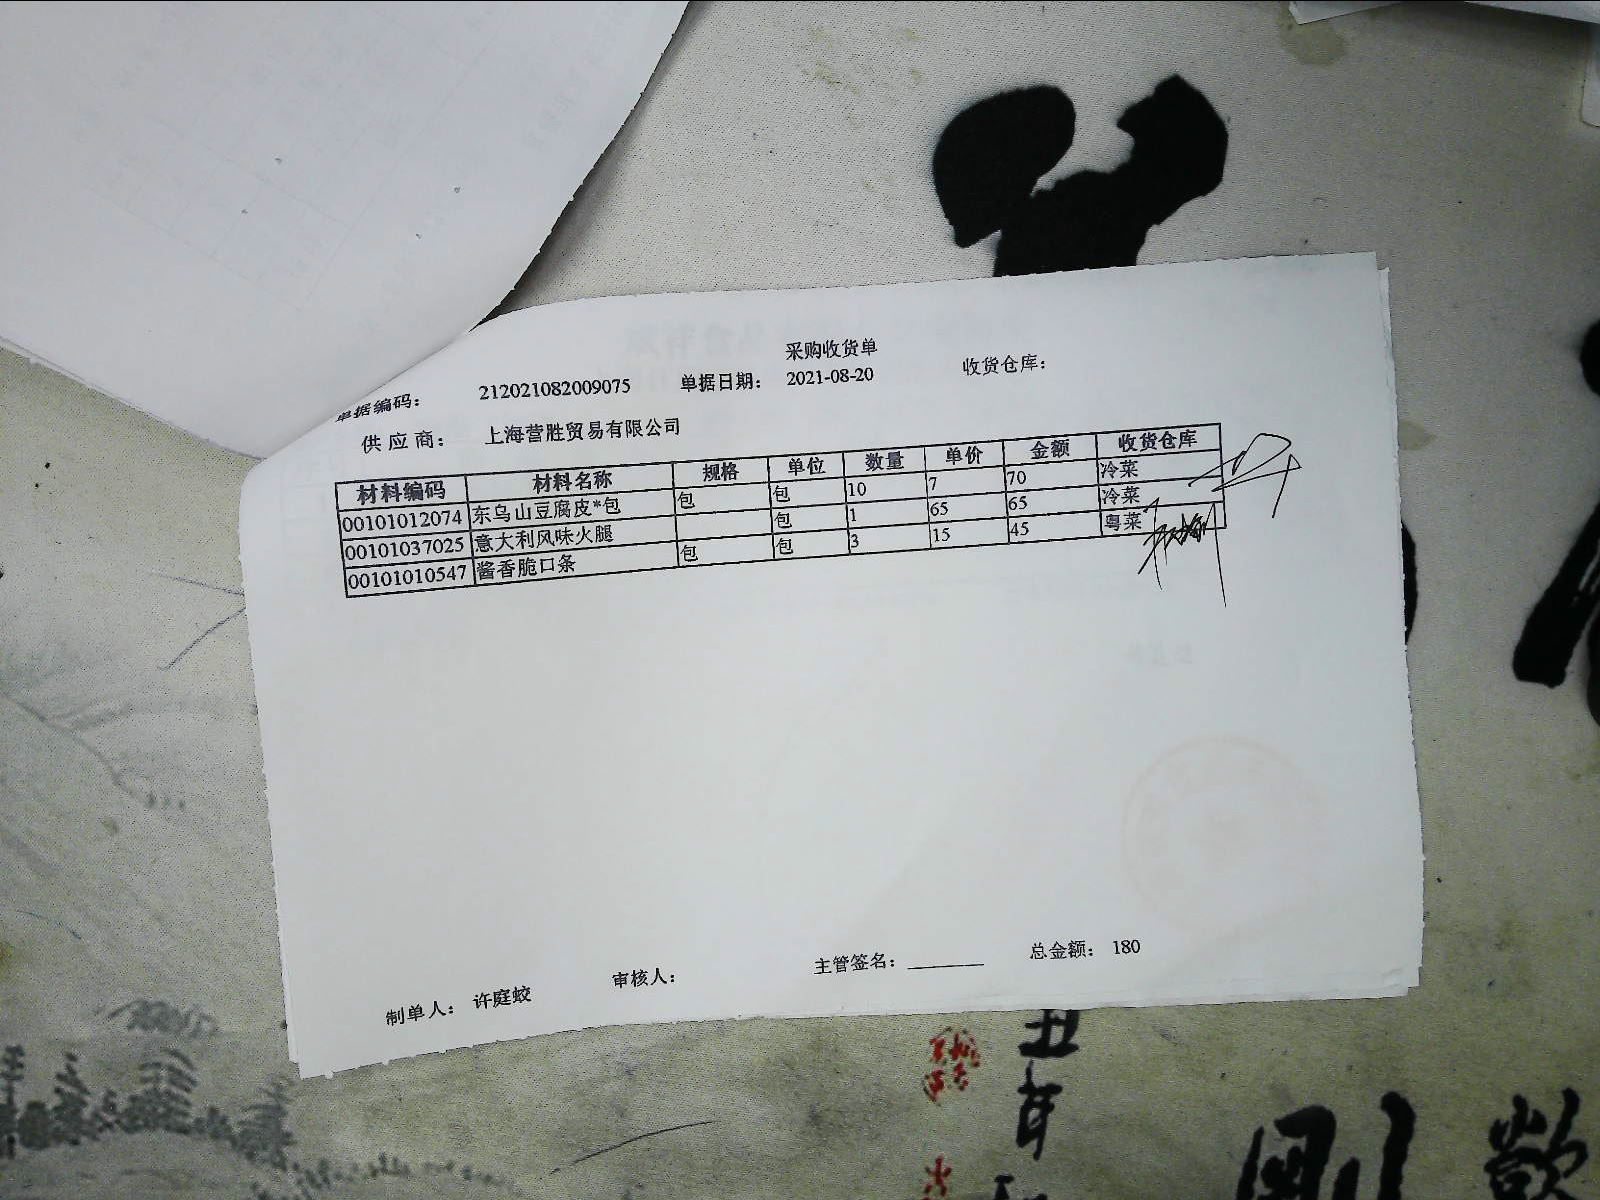 采购收货单
单据编码： 212021082009075 单据日期： 2021-08-20 收货仓库：
供应商： 上海营胜贸易有限公司
材料编码 材料名称 规格 单位 数量 单价 金额 收货仓库
00101012074 东乌山豆腐皮*包 包 包 10 7 70 冷菜
00101037025 意大利风味火腿 包 1 65 65 冷菜
00101010547 酱香脆口条 包 包 3 15 45 粤菜
制单人： 许庭蛟 审核人： 主管签名： 总金额： 180
丑年